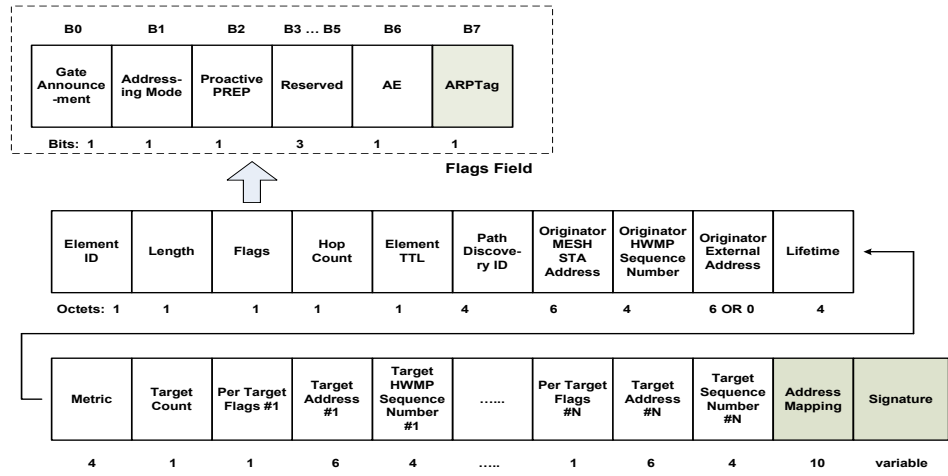 B0 B1 B2 B3 ... B5 B6 B7
Gate Announce-ment
Address-ing Mode
Proactive PREP
Reserved
AE
ARPTag
Bits: 1 1 1 3 1 1
Flags Field
Element ID
Length
Flags
Hop Count
Element TTL
Path Discove-ry ID
Originator MESH STA Address
Originator HWMP Sequence Number
Originator External Address
Lifetime
Octets: 1 1 1 1 1 4 6 4 6 OR 0 4
Metric
Target Count
Per Target Flags #1
Target Address #1
Target HWMP Sequence Number #1
......
Per Target Flags #N
Target Address #N
Target Sequence Number #N
Address Mapping
Signature
4 1 1 6 4 ..... 1 6 4 10 variable